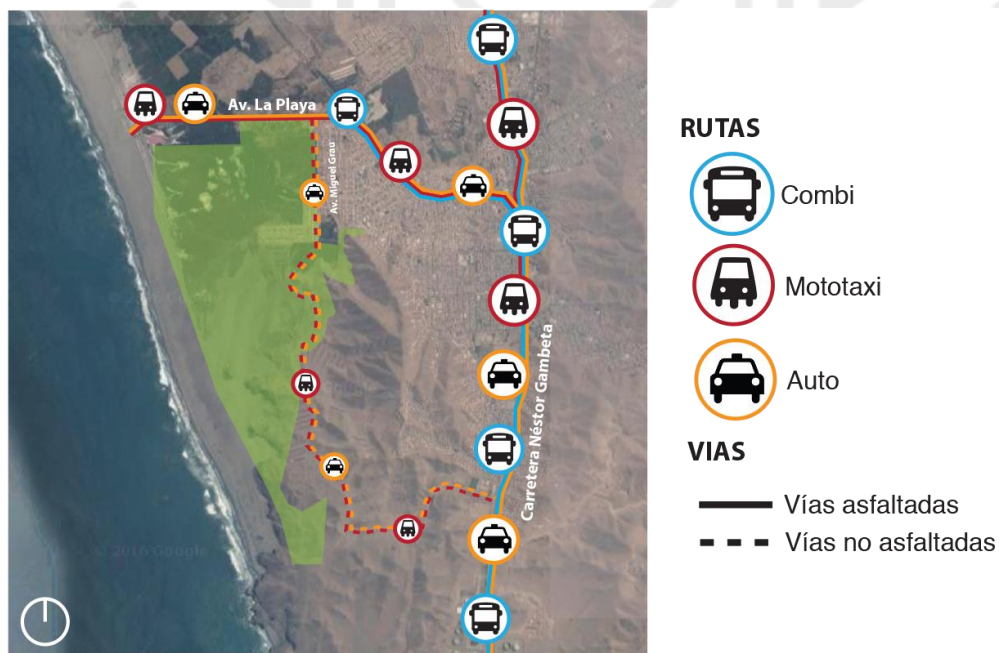 Av. La Playa
Av. Miguel Grau
Carretera Néstor Gambeta
© 2016 Google
RUTAS
Combi
Mototaxi
Auto
VIAS
Vías asfaltadas
Vías no asfaltadas